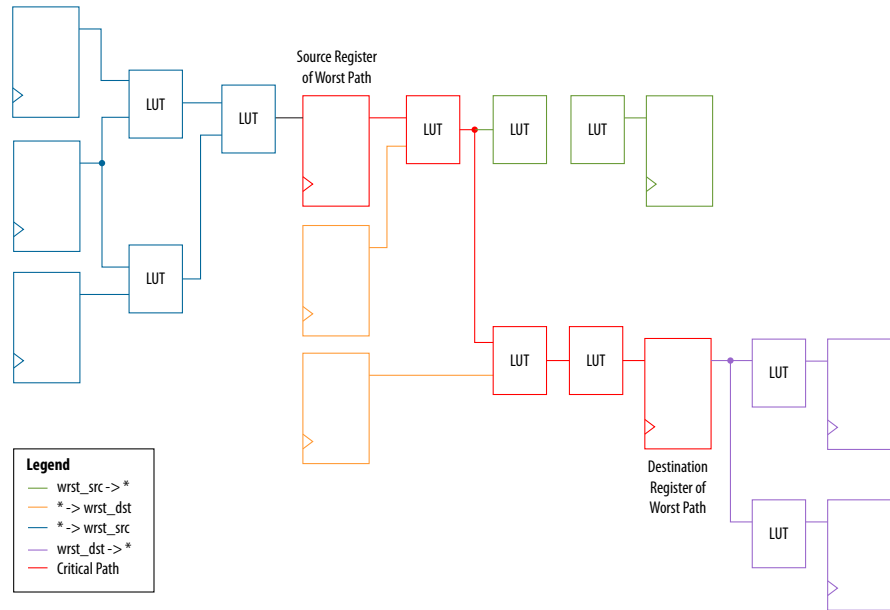 Source Register
of Worst Path
LUT
LUT
LUT
LUT
LUT
LUT
LUT
LUT
LUT
Destination
Register of
Worst Path
LUT
Legend
wrst_src -> *
* -> wrst_dst
* -> wrst_src
wrst_dst -> *
Critical Path